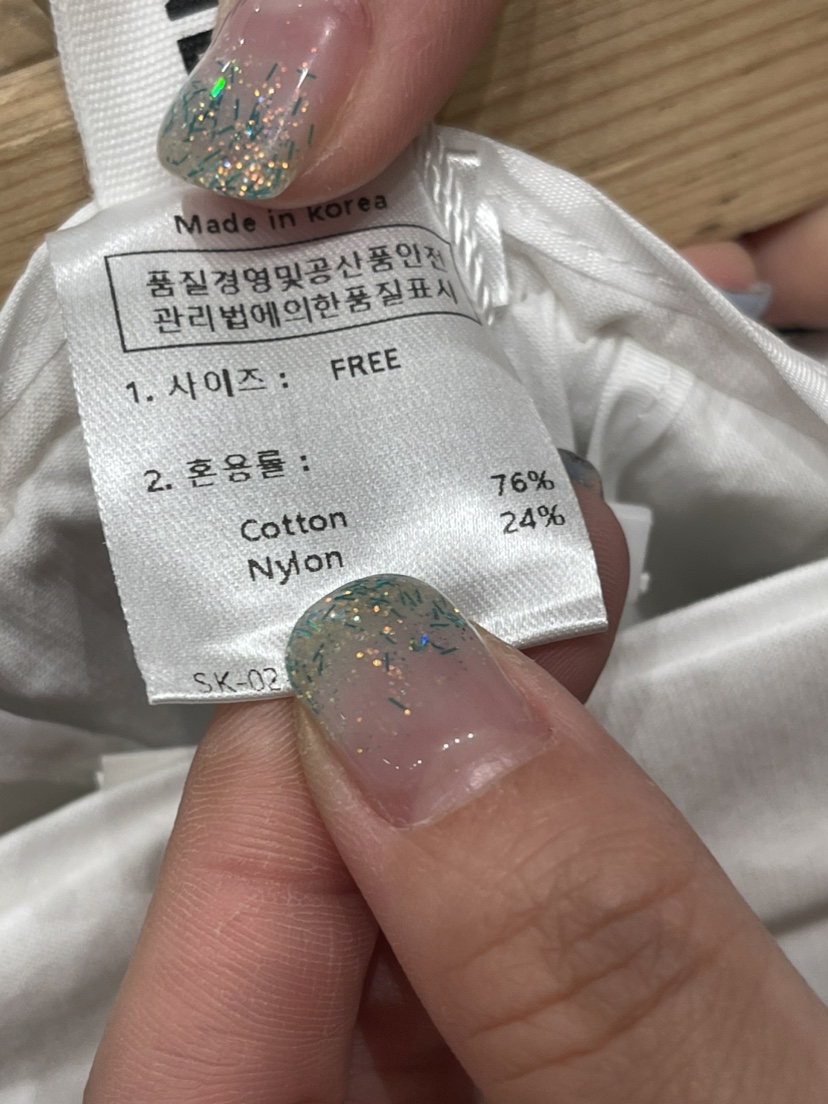 Made in Korea
품질경영및공산품안전
관리법에의한품질표시
1. 사이즈 : FREE
2. 혼용률 :
Cotton 76%
Nylon 24%
SK-02